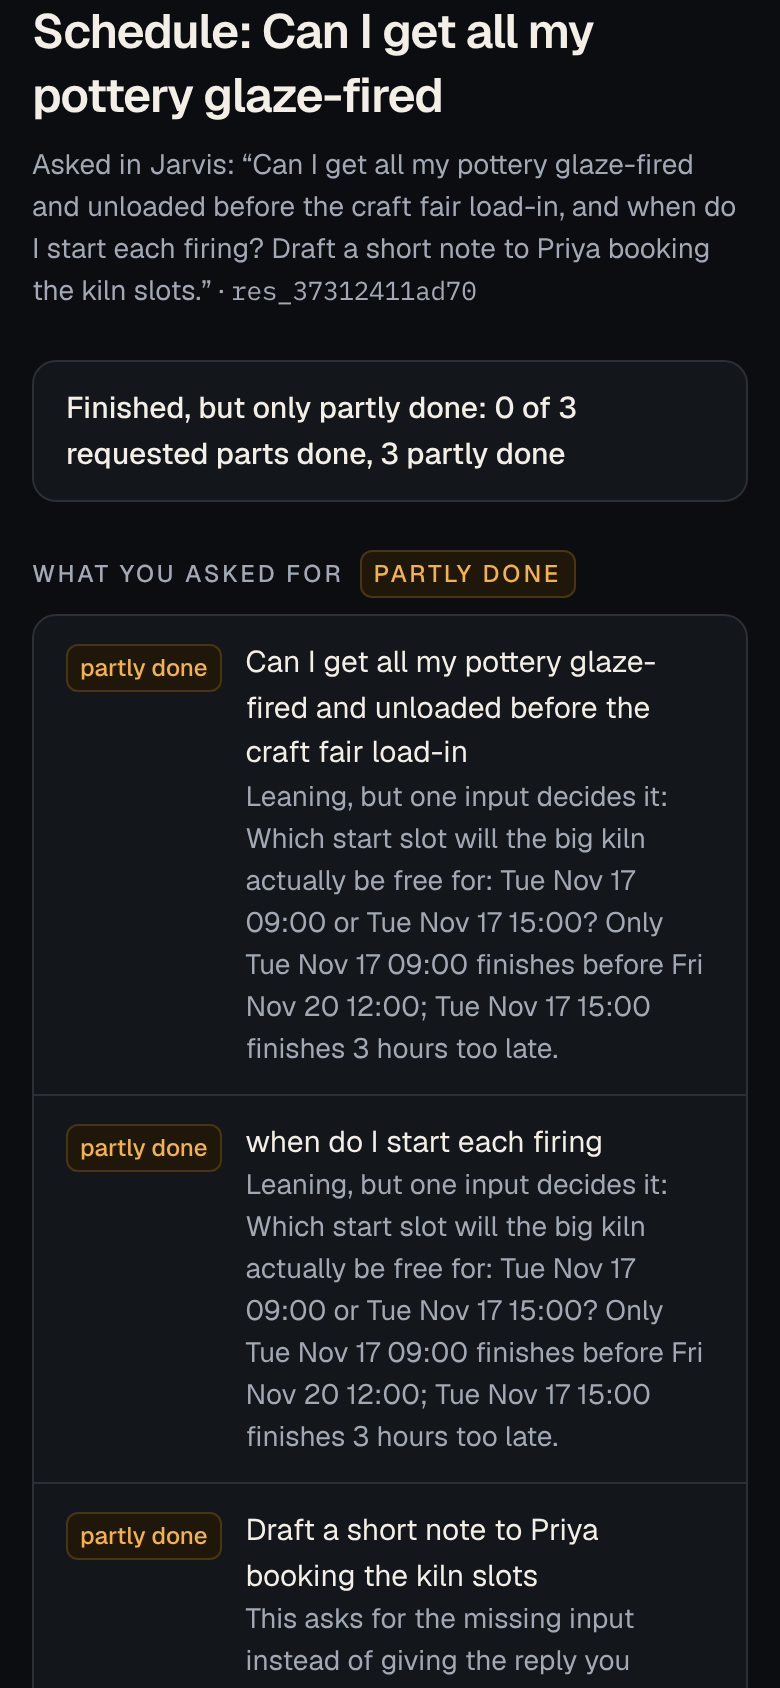 Schedule: Can I get all my
pottery glaze-fired
Asked in Jarvis: “Can I get all my pottery glaze-fired
and unloaded before the craft fair load-in, and when do
I start each firing? Draft a short note to Priya booking
the kiln slots.” · res_37312411ad70
Finished, but only partly done: 0 of 3
requested parts done, 3 partly done
WHAT YOU ASKED FOR PARTLY DONE
partly done Can I get all my pottery glaze-
fired and unloaded before the
craft fair load-in
Leaning, but one input decides it:
Which start slot will the big kiln
actually be free for: Tue Nov 17
09:00 or Tue Nov 17 15:00? Only
Tue Nov 17 09:00 finishes before Fri
Nov 20 12:00; Tue Nov 17 15:00
finishes 3 hours too late.
partly done when do I start each firing
Leaning, but one input decides it:
Which start slot will the big kiln
actually be free for: Tue Nov 17
09:00 or Tue Nov 17 15:00? Only
Tue Nov 17 09:00 finishes before Fri
Nov 20 12:00; Tue Nov 17 15:00
finishes 3 hours too late.
partly done Draft a short note to Priya
booking the kiln slots
This asks for the missing input
instead of giving the reply you